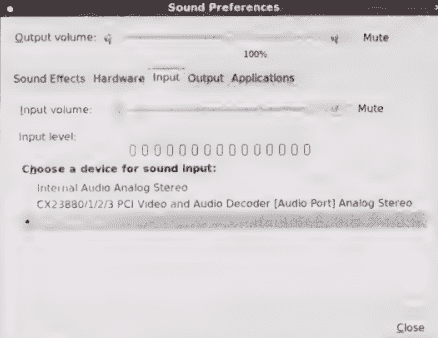 Sound Preferences
Output volume: Mute
100%
Sound Effects Hardware Input Output Applications
Input volume: Mute
Input level:
Choose a device for sound input:
Internal Audio Analog Stereo
CX23880/1/2/3 PCI Video and Audio Decoder [Audio Port] Analog Stereo
Close